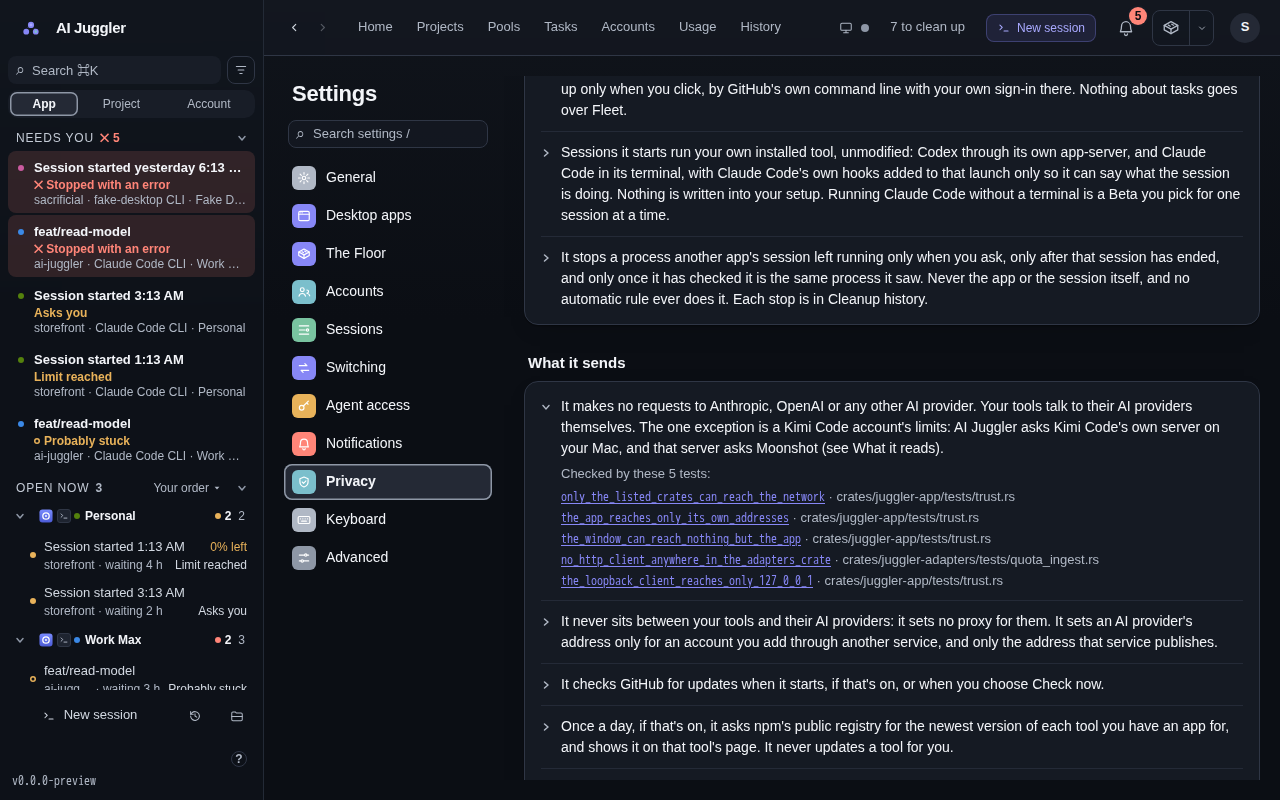 AI Juggler
Search ⌘K
App Project Account
NEEDS YOU 5
Session started yesterday 6:13 …
Stopped with an error
sacrificial · fake-desktop CLI · Fake D…
feat/read-model
Stopped with an error
ai-juggler · Claude Code CLI · Work …
Session started 3:13 AM
Asks you
storefront · Claude Code CLI · Personal
Session started 1:13 AM
Limit reached
storefront · Claude Code CLI · Personal
feat/read-model
Probably stuck
ai-juggler · Claude Code CLI · Work …
OPEN NOW 3 Your order
Personal 2 2
Session started 1:13 AM 0% left
storefront · waiting 4 h Limit reached
Session started 3:13 AM
storefront · waiting 2 h Asks you
Work Max 2 3
feat/read-model
ai-jugg… · waiting 3 h Probably stuck
New session
?
v0.0.0-preview
Home Projects Pools Tasks Accounts Usage History
7 to clean up
New session
5
S
Settings
Search settings /
General
Desktop apps
The Floor
Accounts
Sessions
Switching
Agent access
Notifications
Privacy
Keyboard
Advanced
up only when you click, by GitHub's own command line with your own sign-in there. Nothing about tasks goes
over Fleet.
Sessions it starts run your own installed tool, unmodified: Codex through its own app-server, and Claude
Code in its terminal, with Claude Code's own hooks added to that launch only so it can say what the session
is doing. Nothing is written into your setup. Running Claude Code without a terminal is a Beta you pick for one
session at a time.
It stops a process another app's session left running only when you ask, only after that session has ended,
and only once it has checked it is the same process it saw. Never the app or the session itself, and no
automatic rule ever does it. Each stop is in Cleanup history.
What it sends
It makes no requests to Anthropic, OpenAI or any other AI provider. Your tools talk to their AI providers
themselves. The one exception is a Kimi Code account's limits: AI Juggler asks Kimi Code's own server on
your Mac, and that server asks Moonshot (see What it reads).
Checked by these 5 tests:
only_the_listed_crates_can_reach_the_network · crates/juggler-app/tests/trust.rs
the_app_reaches_only_its_own_addresses · crates/juggler-app/tests/trust.rs
the_window_can_reach_nothing_but_the_app · crates/juggler-app/tests/trust.rs
no_http_client_anywhere_in_the_adapters_crate · crates/juggler-adapters/tests/quota_ingest.rs
the_loopback_client_reaches_only_127_0_0_1 · crates/juggler-app/tests/trust.rs
It never sits between your tools and their AI providers: it sets no proxy for them. It sets an AI provider's
address only for an account you add through another service, and only the address that service publishes.
It checks GitHub for updates when it starts, if that's on, or when you choose Check now.
Once a day, if that's on, it asks npm's public registry for the newest version of each tool you have an app for,
and shows it on that tool's page. It never updates a tool for you.